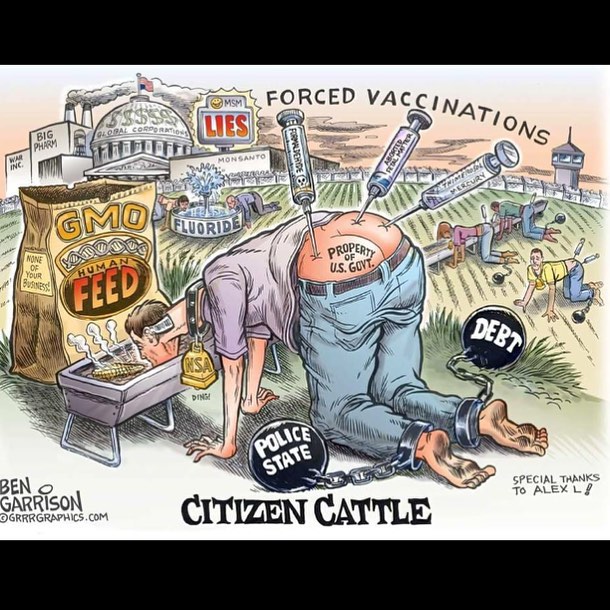 FORCED VACCINATIONS
MSM
LIES
GLOBAL CORPORATIONS
BIG
PHARM
WAR
INC.
MONSANTO
GMO
HUMAN
FEED
NONE
OF
YOUR
BUSINESS!
FLUORIDE
FORMALDEHYDE
MERCURY
PROPERTY
OF
U.S. GOVT.
NSA
DING!
DEBT
POLICE
STATE
BEN
GARRISON
©GRRRGRAPHICS.COM
CITIZEN CATTLE
SPECIAL THANKS
TO ALEX L!